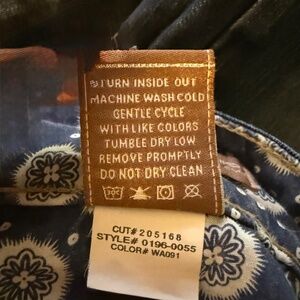 TURN INSIDE OUT
MACHINE WASH COLD
GENTLE CYCLE
WITH LIKE COLORS
TUMBLE DRY LOW
REMOVE PROMPTLY
DO NOT DRY CLEAN
CUT# 205168
STYLE# 0196-0055
COLOR# WA091